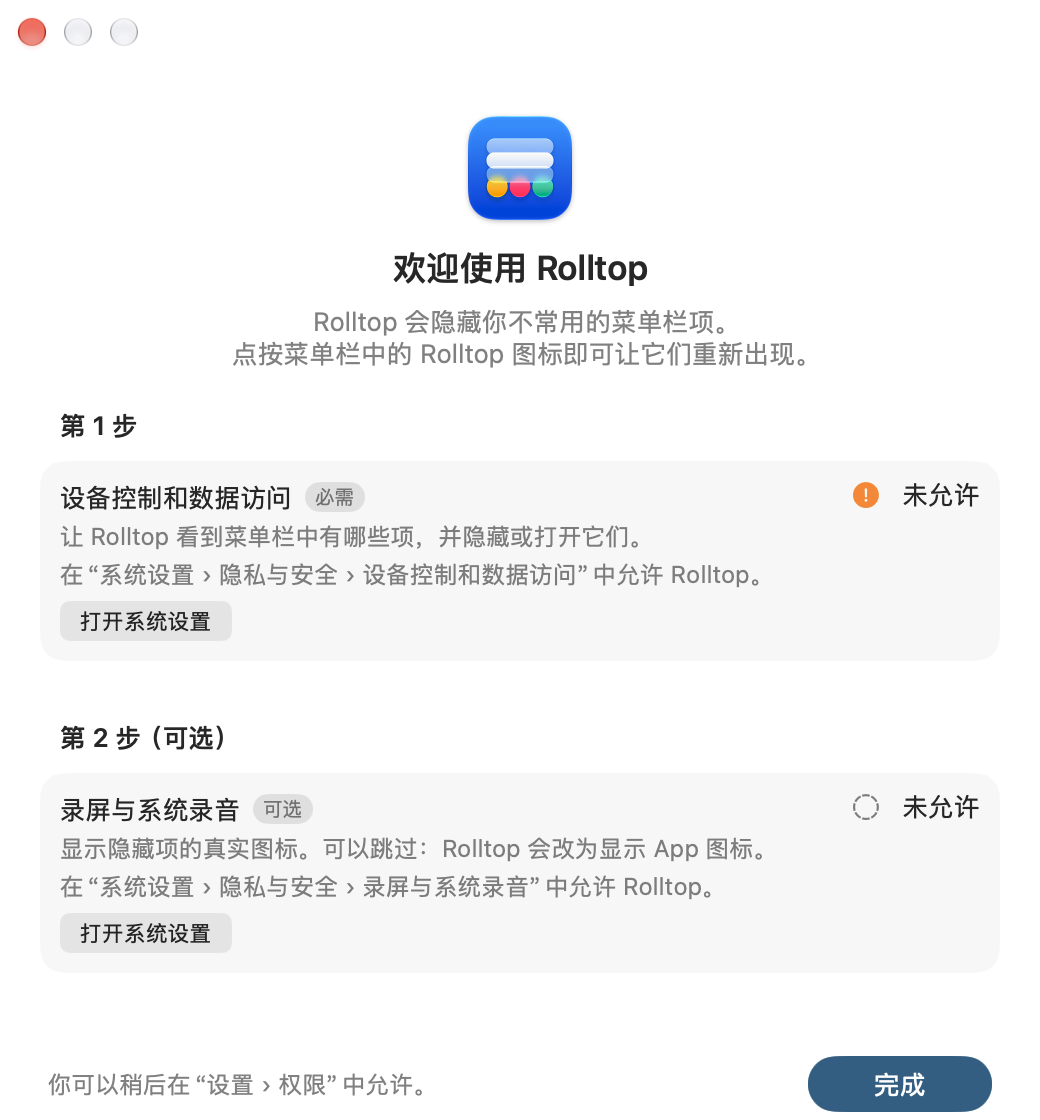 欢迎使用 Rolltop
Rolltop 会隐藏你不常用的菜单栏项。
点按菜单栏中的 Rolltop 图标即可让它们重新出现。
第 1 步
设备控制和数据访问 必需 ! 未允许
让 Rolltop 看到菜单栏中有哪些项，并隐藏或打开它们。
在“系统设置 › 隐私与安全 › 设备控制和数据访问”中允许 Rolltop。
打开系统设置
第 2 步（可选）
录屏与系统录音 可选 未允许
显示隐藏项的真实图标。可以跳过：Rolltop 会改为显示 App 图标。
在“系统设置 › 隐私与安全 › 录屏与系统录音”中允许 Rolltop。
打开系统设置
你可以稍后在“设置 › 权限”中允许。 完成